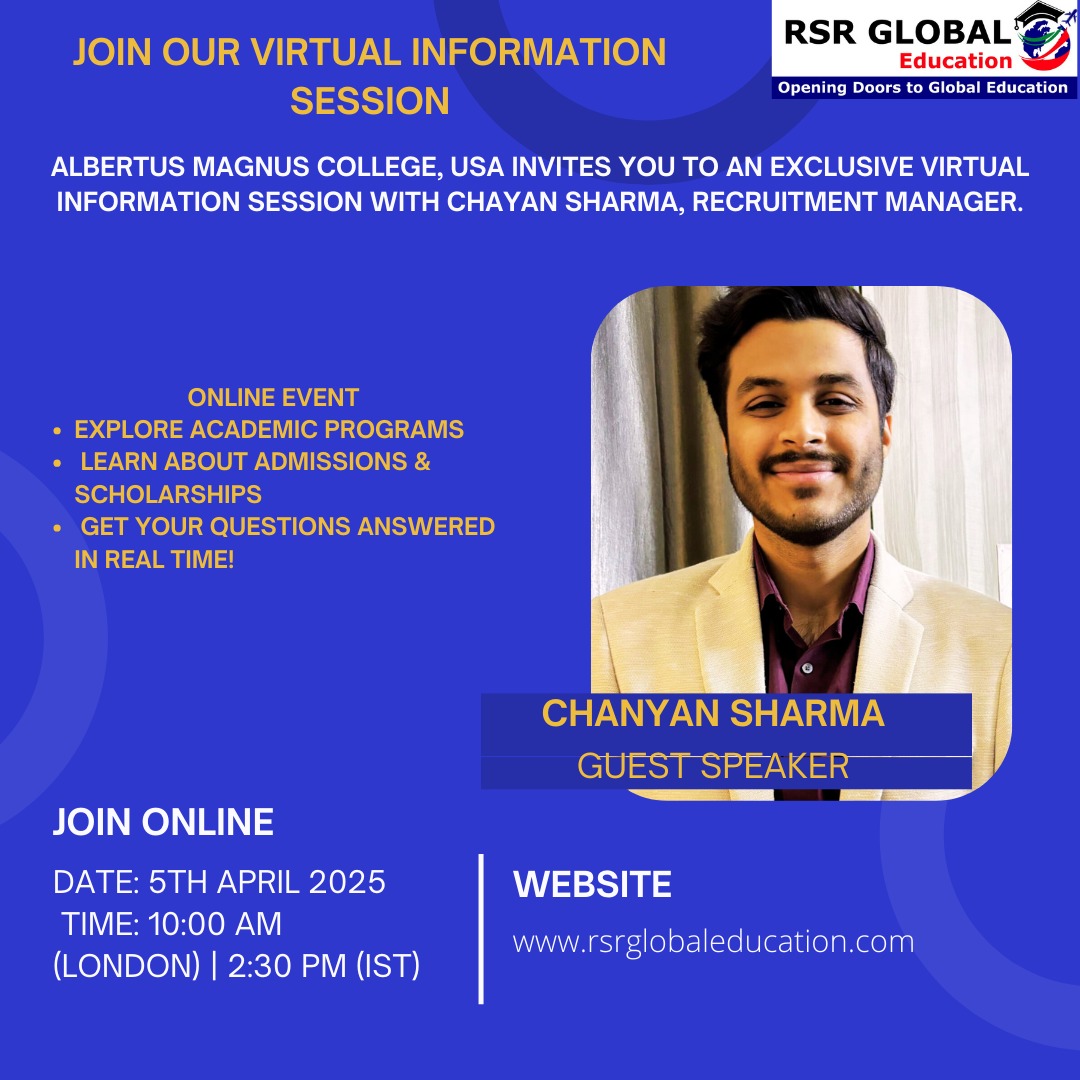 JOIN OUR VIRTUAL INFORMATION
SESSION
RSR GLOBAL
Education
Opening Doors to Global Education
ALBERTUS MAGNUS COLLEGE, USA INVITES YOU TO AN EXCLUSIVE VIRTUAL
INFORMATION SESSION WITH CHAYAN SHARMA, RECRUITMENT MANAGER.
ONLINE EVENT
• EXPLORE ACADEMIC PROGRAMS
• LEARN ABOUT ADMISSIONS &
SCHOLARSHIPS
• GET YOUR QUESTIONS ANSWERED
IN REAL TIME!
CHANYAN SHARMA
GUEST SPEAKER
JOIN ONLINE
DATE: 5TH APRIL 2025
TIME: 10:00 AM
(LONDON) | 2:30 PM (IST)
WEBSITE
www.rsrglobaleducation.com